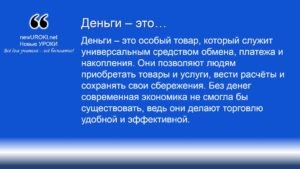 Деньги – это…
newUROKI.net
Новые УРОКИ
Всё для учителя – всё бесплатно!
Деньги – это особый товар, который служит
универсальным средством обмена, платежа и
накопления. Они позволяют людям
приобретать товары и услуги, вести расчёты и
сохранять свои сбережения. Без денег
современная экономика не смогла бы
существовать, ведь они делают торговлю
удобной и эффективной.